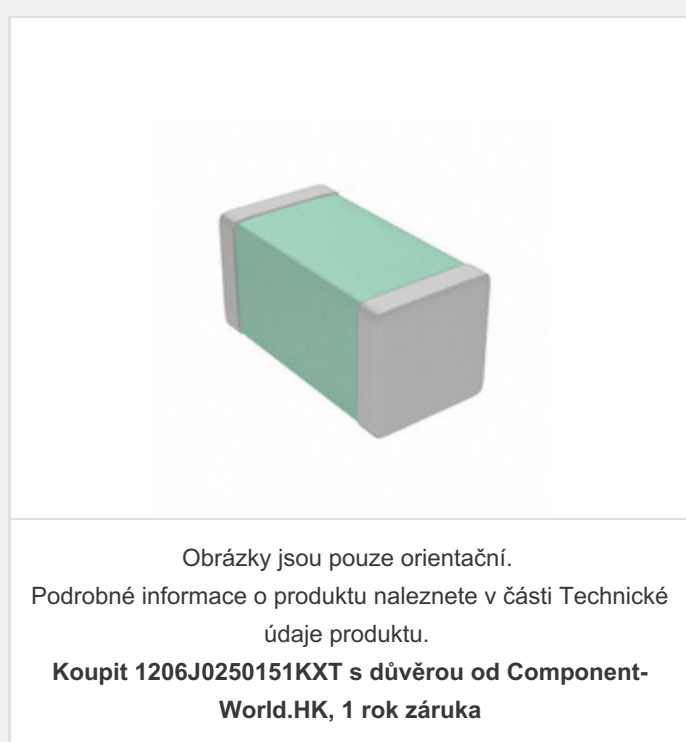 Obrázky jsou pouze orientační.
Podrobné informace o produktu naleznete v části Technické
údaje produktu.
Koupit 1206J0250151KXT s důvěrou od Component-
World.HK, 1 rok záruka